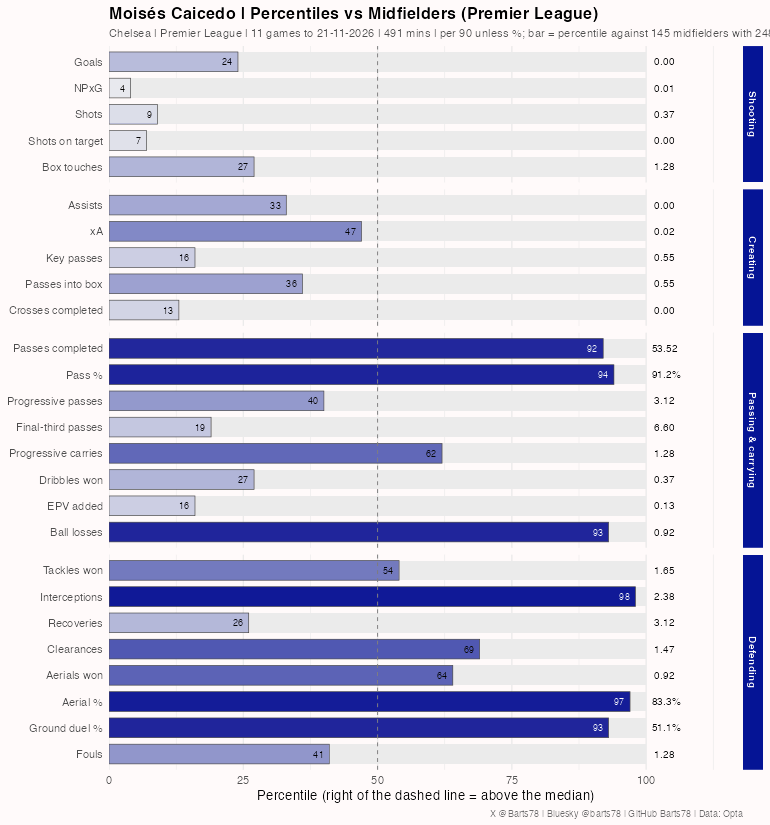 Moisés Caicedo | Percentiles vs Midfielders (Premier League)
Chelsea | Premier League | 11 games to 21-11-2026 | 491 mins | per 90 unless %; bar = percentile against 145 midfielders with
Goals 24 0.00
NPxG 4 0.01
Shots 9 0.37
Shots on target 7 0.00
Box touches 27 1.28
Shooting
Assists 33 0.00
xA 47 0.02
Key passes 16 0.55
Passes into box 36 0.55
Crosses completed 13 0.00
Creating
Passes completed 92 53.52
Pass % 94 91.2%
Progressive passes 40 3.12
Final-third passes 19 6.60
Progressive carries 62 1.28
Dribbles won 27 0.37
EPV added 16 0.13
Ball losses 93 0.92
Passing & carrying
Tackles won 54 1.65
Interceptions 98 2.38
Recoveries 26 3.12
Clearances 69 1.47
Aerials won 64 0.92
Aerial % 97 83.3%
Ground duel % 93 51.1%
Fouls 41 1.28
Defending
0 25 50 75 100
Percentile (right of the dashed line = above the median)
X @Barts78 | Bluesky @barts78 | GitHub Barts78 | Data: Opta